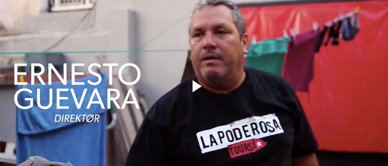 ERNESTO
GUEVARA
DIREKTØR
LAPODEROSA
TOURS